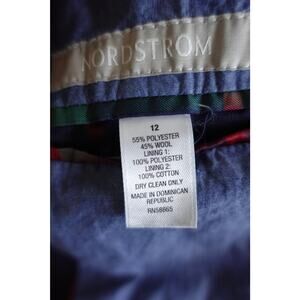 NORDSTROM
12
55% POLYESTER
45% WOOL
LINING 1:
100% POLYESTER
LINING 2:
100% COTTON
DRY CLEAN ONLY
MADE IN DOMINICAN
REPUBLIC
RN58665